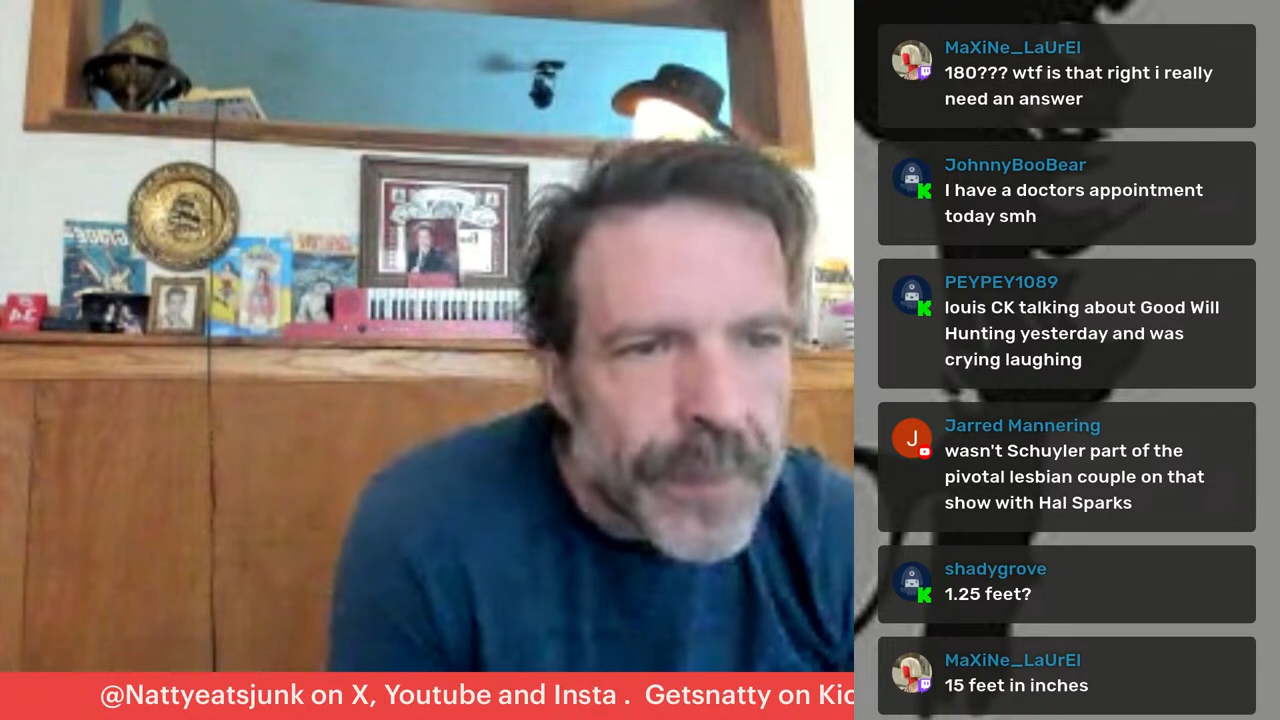 MaXiNe_LaUrEl
180??? wtf is that right i really
need an answer
JohnnyBooBear
I have a doctors appointment
today smh
PEYPEY1089
louis CK talking about Good Will
Hunting yesterday and was
crying laughing
Jarred Mannering
J
wasn't Schuyler part of the
pivotal lesbian couple on that
show with Hal Sparks
shadygrove
1.25 feet?
MaXiNe_LaUrEl
15 feet in inches
@Nattyeatsjunk on X, Youtube and Insta . Getsnatty on Kic